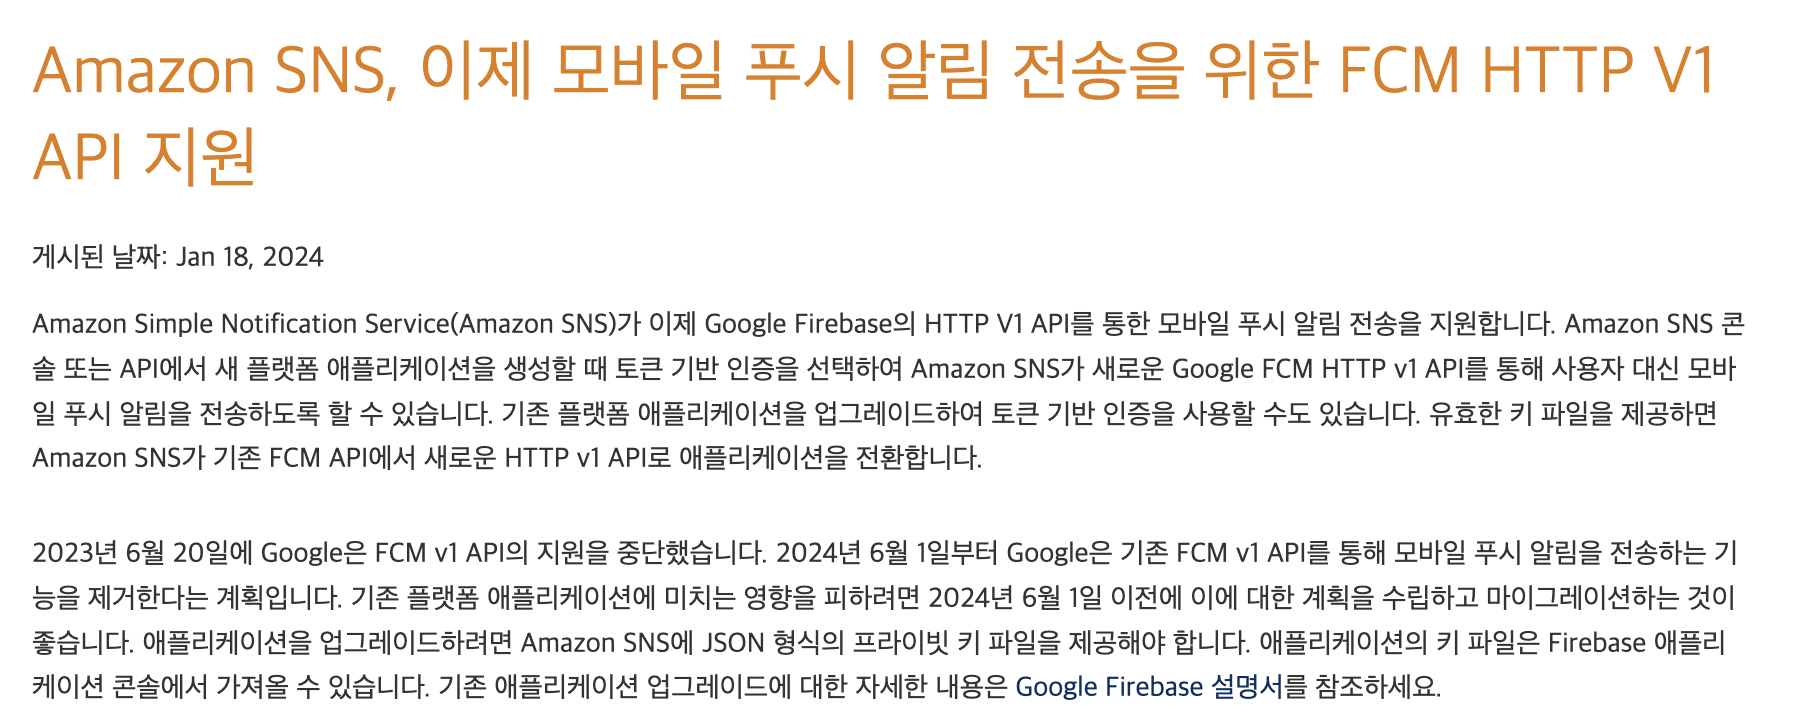 Amazon SNS, 이제 모바일 푸시 알림 전송을 위한 FCM HTTP V1
API 지원
게시된 날짜: Jan 18, 2024
Amazon Simple Notification Service(Amazon SNS)가 이제 Google Firebase의 HTTP V1 API를 통한 모바일 푸시 알림 전송을 지원합니다. Amazon SNS 콘
솔 또는 API에서 새 플랫폼 애플리케이션을 생성할 때 토큰 기반 인증을 선택하여 Amazon SNS가 새로운 Google FCM HTTP v1 API를 통해 사용자 대신 모바
일 푸시 알림을 전송하도록 할 수 있습니다. 기존 플랫폼 애플리케이션을 업그레이드하여 토큰 기반 인증을 사용할 수도 있습니다. 유효한 키 파일을 제공하면
Amazon SNS가 기존 FCM API에서 새로운 HTTP v1 API로 애플리케이션을 전환합니다.
2023년 6월 20일에 Google은 FCM v1 API의 지원을 중단했습니다. 2024년 6월 1일부터 Google은 기존 FCM v1 API를 통해 모바일 푸시 알림을 전송하는 기
능을 제거한다는 계획입니다. 기존 플랫폼 애플리케이션에 미치는 영향을 피하려면 2024년 6월 1일 이전에 이에 대한 계획을 수립하고 마이그레이션하는 것이
좋습니다. 애플리케이션을 업그레이드하려면 Amazon SNS에 JSON 형식의 프라이빗 키 파일을 제공해야 합니다. 애플리케이션의 키 파일은 Firebase 애플리
케이션 콘솔에서 가져올 수 있습니다. 기존 애플리케이션 업그레이드에 대한 자세한 내용은 Google Firebase 설명서를 참조하세요.